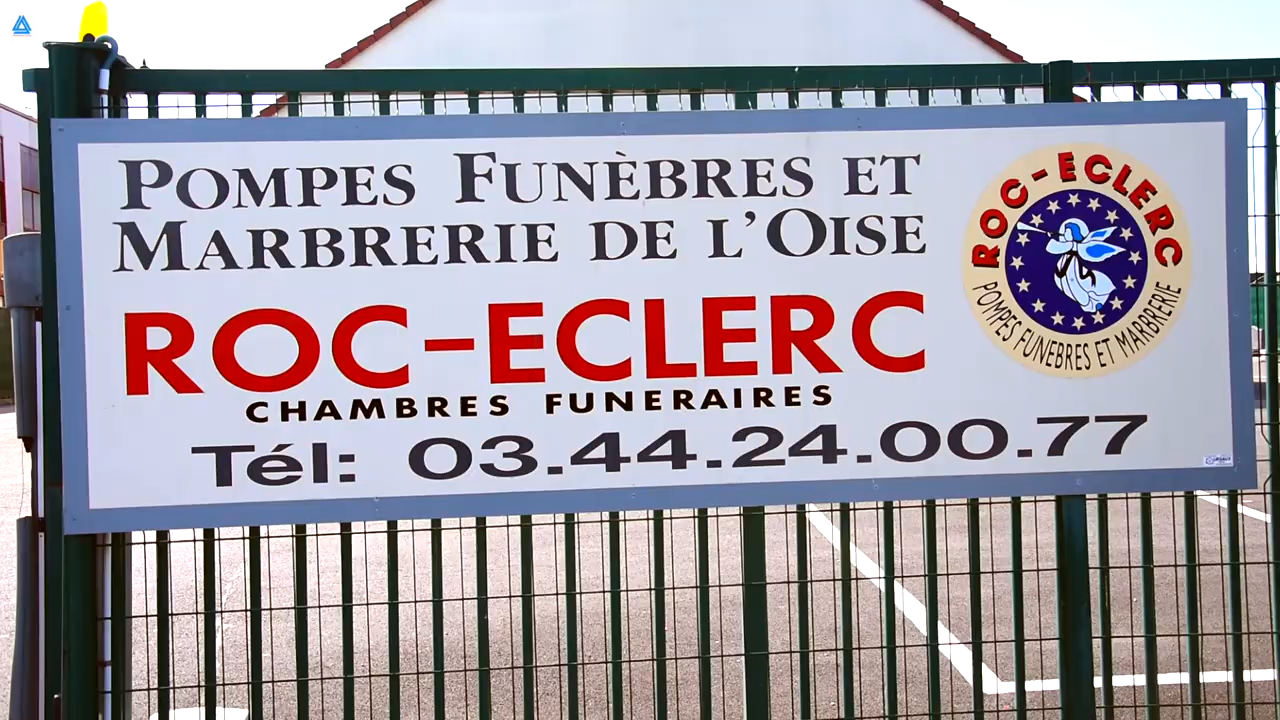 POMPES FUNÈBRES ET
MARBRERIE DE L'OISE
ROC-ECLERC
CHAMBRES FUNERAIRES
Tél: 03.44.24.00.77
ROC-ECLERC
POMPES FUNEBRES ET MARBRERIE